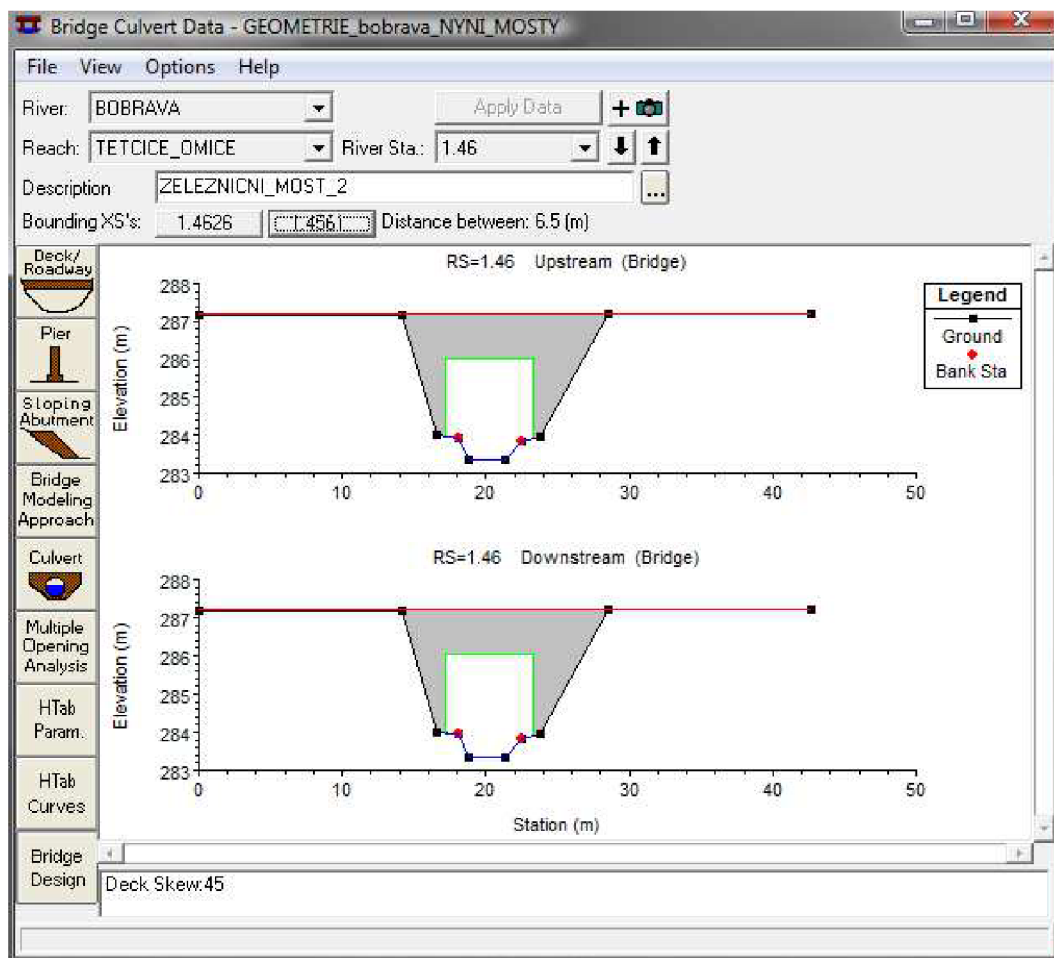 Bridge Culvert Data - GEOMETRIE_bobrava_NYNI_MOSTY
File View Options Help
River: BOBRAVA Apply Data +
Reach: TETCICE_OMICE River Sta.: 1.46
Description ZELEZNICNI_MOST_2 ...
Bounding XS's: 1.4626 1.456 Distance between: 6.5 (m)
Deck/
Roadway
Pier
Sloping
Abutment
Bridge
Modeling
Approach
Culvert
Multiple
Opening
Analysis
HTab
Param.
HTab
Curves
Bridge
Design
RS=1.46 Upstream (Bridge)
Elevation (m)
288
287
286
285
284
283
0 10 20 30 40 50
Legend
Ground
Bank Sta
RS=1.46 Downstream (Bridge)
Elevation (m)
288
287
286
285
284
283
0 10 20 30 40 50
Station (m)
Deck Skew:45